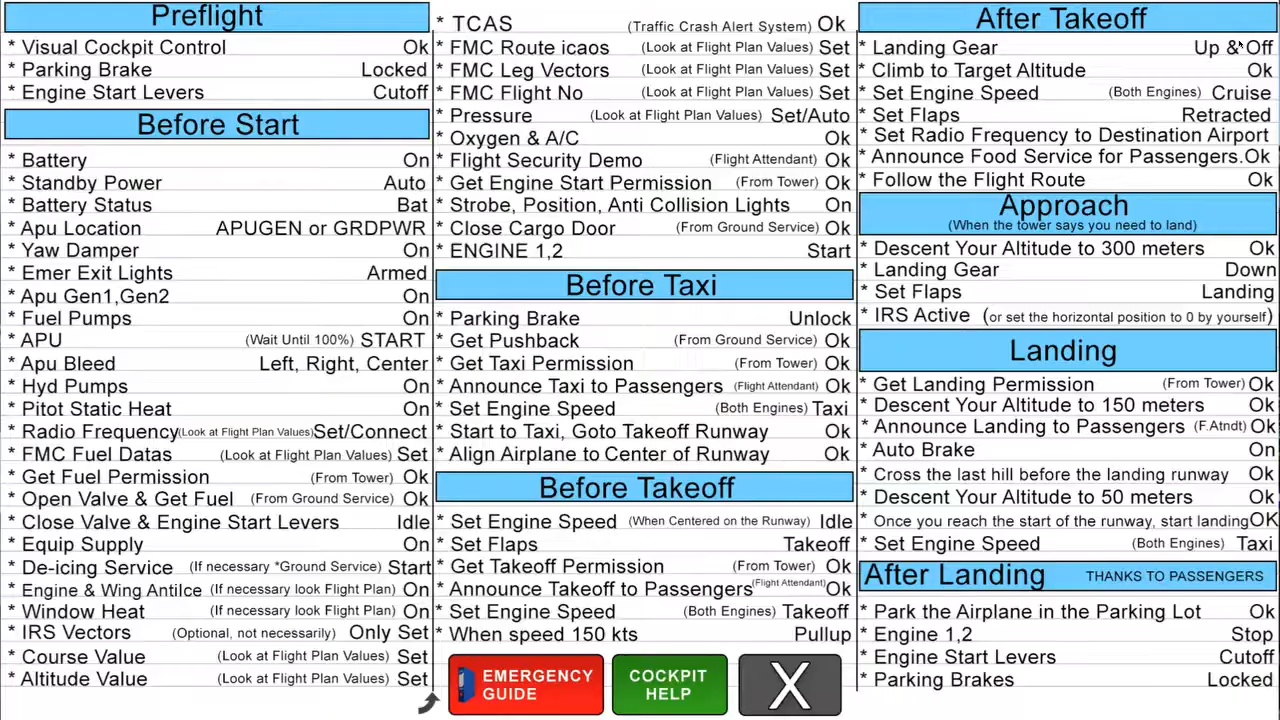 Preflight
* Visual Cockpit Control Ok
* Parking Brake Locked
* Engine Start Levers Cutoff
Before Start
* Battery On
* Standby Power Auto
* Battery Status Bat
* Apu Location APUGEN or GRDPWR
* Yaw Damper On
* Emer Exit Lights Armed
* Apu Gen1,Gen2 On
* Fuel Pumps On
* APU (Wait Until 100%) START
* Apu Bleed Left, Right, Center
* Hyd Pumps On
* Pitot Static Heat On
* Radio Frequency(Look at Flight Plan Values)Set/Connect
* FMC Fuel Datas (Look at Flight Plan Values) Set
* Get Fuel Permission (From Tower) Ok
* Open Valve & Get Fuel (From Ground Service) Ok
* Close Valve & Engine Start Levers Idle
* Equip Supply On
* De-icing Service (If necessary *Ground Service) Start
* Engine & Wing AntiIce (If necessary look Flight Plan) On
* Window Heat (If necessary look Flight Plan) On
* IRS Vectors (Optional, not necessarily) Only Set
* Course Value (Look at Flight Plan Values) Set
* Altitude Value (Look at Flight Plan Values) Set
* TCAS (Traffic Crash Alert System) Ok
* FMC Route icaos (Look at Flight Plan Values) Set
* FMC Leg Vectors (Look at Flight Plan Values) Set
* FMC Flight No (Look at Flight Plan Values) Set
* Pressure (Look at Flight Plan Values) Set/Auto
* Oxygen & A/C Ok
* Flight Security Demo (Flight Attendant) Ok
* Get Engine Start Permission (From Tower) Ok
* Strobe, Position, Anti Collision Lights On
* Close Cargo Door (From Ground Service) Ok
* ENGINE 1,2 Start
Before Taxi
* Parking Brake Unlock
* Get Pushback (From Ground Service) Ok
* Get Taxi Permission (From Tower) Ok
* Announce Taxi to Passengers (Flight Attendant) Ok
* Set Engine Speed (Both Engines) Taxi
* Start to Taxi, Goto Takeoff Runway Ok
* Align Airplane to Center of Runway Ok
Before Takeoff
* Set Engine Speed (When Centered on the Runway) Idle
* Set Flaps Takeoff
* Get Takeoff Permission (From Tower) Ok
* Announce Takeoff to Passengers (Flight Attendant) Ok
* Set Engine Speed (Both Engines) Takeoff
* When speed 150 kts Pullup
EMERGENCY
GUIDE
COCKPIT
HELP
X
After Takeoff
* Landing Gear Up & Off
* Climb to Target Altitude Ok
* Set Engine Speed (Both Engines) Cruise
* Set Flaps Retracted
* Set Radio Frequency to Destination Airport
* Announce Food Service for Passengers.Ok
* Follow the Flight Route Ok
Approach
(When the tower says you need to land)
* Descent Your Altitude to 300 meters Ok
* Landing Gear Down
* Set Flaps Landing
* IRS Active (or set the horizontal position to 0 by yourself)
Landing
* Get Landing Permission (From Tower) Ok
* Descent Your Altitude to 150 meters Ok
* Announce Landing to Passengers (F.Atndt) Ok
* Auto Brake On
* Cross the last hill before the landing runway Ok
* Descent Your Altitude to 50 meters Ok
* Once you reach the start of the runway, start landing OK
* Set Engine Speed (Both Engines) Taxi
After Landing THANKS TO PASSENGERS
* Park the Airplane in the Parking Lot Ok
* Engine 1,2 Stop
* Engine Start Levers Cutoff
* Parking Brakes Locked